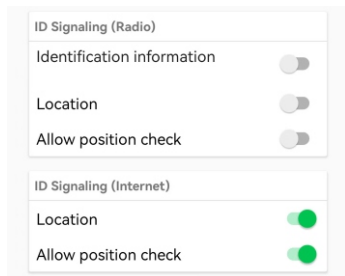 ID Signaling (Radio)
Identification information
Location
Allow position check
ID Signaling (Internet)
Location
Allow position check